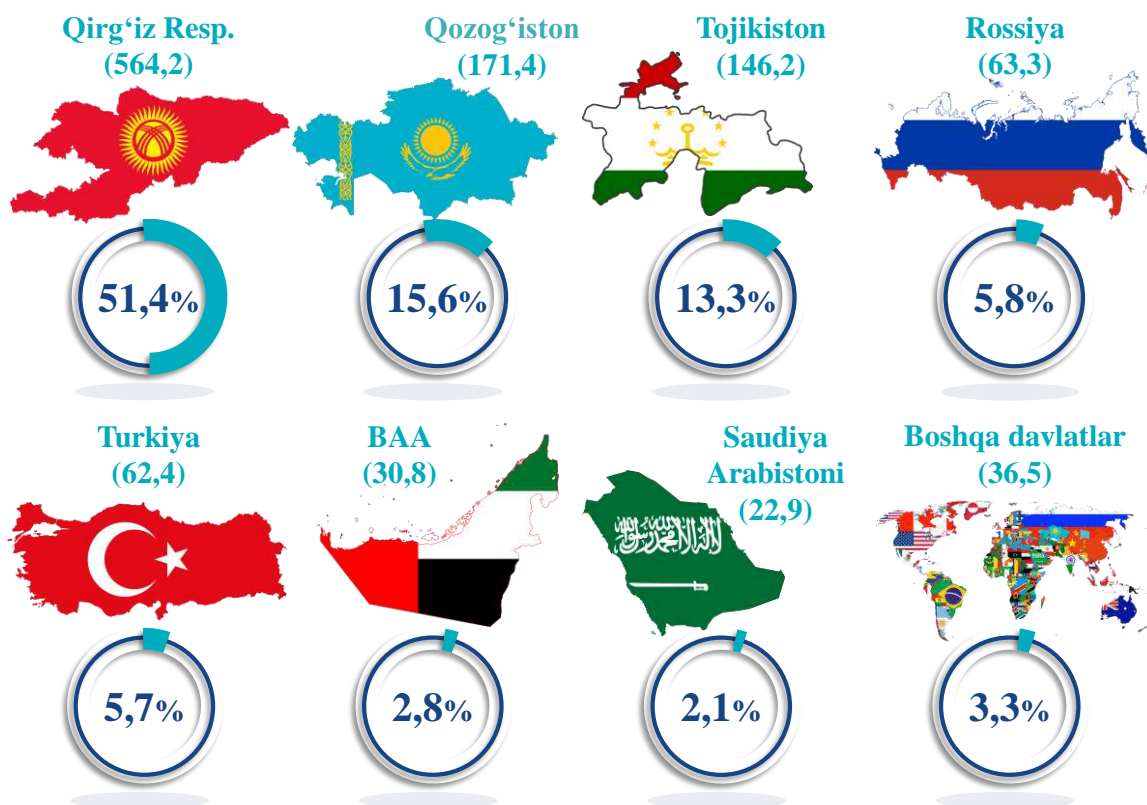 Qirg‘iz Resp.
(564,2)
Qozog‘iston
(171,4)
Tojikiston
(146,2)
Rossiya
(63,3)
51,4%
15,6%
13,3%
5,8%
Turkiya
(62,4)
BAA
(30,8)
Saudiya
Arabistoni
(22,9)
Boshqa davlatlar
(36,5)
5,7%
2,8%
2,1%
3,3%